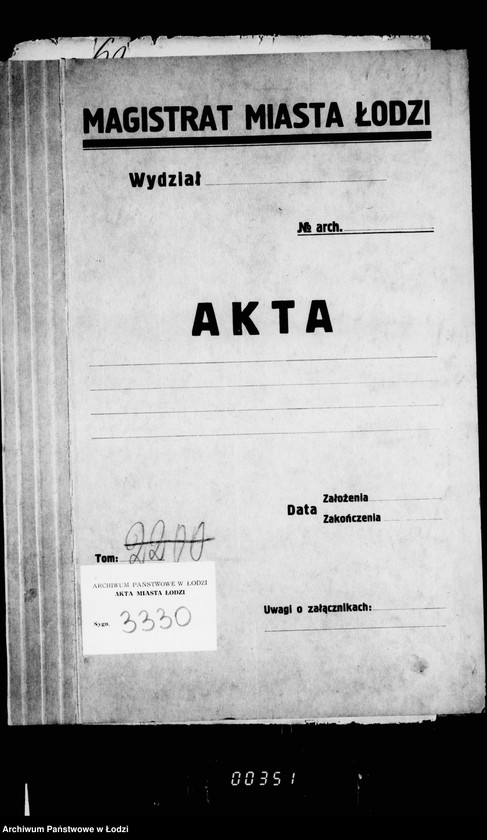 MAGISTRAT MIASTA ŁODZI
Wydział
№ arch.
AKTA
Data Założenia
Zakończenia
Tom: 2200
ARCHIWUM PAŃSTWOWE W ŁODZI
AKTA MIASTA ŁODZI
Sygn. 3330
Uwagi o załącznikach:
00351
Archiwum Państwowe w Łodzi